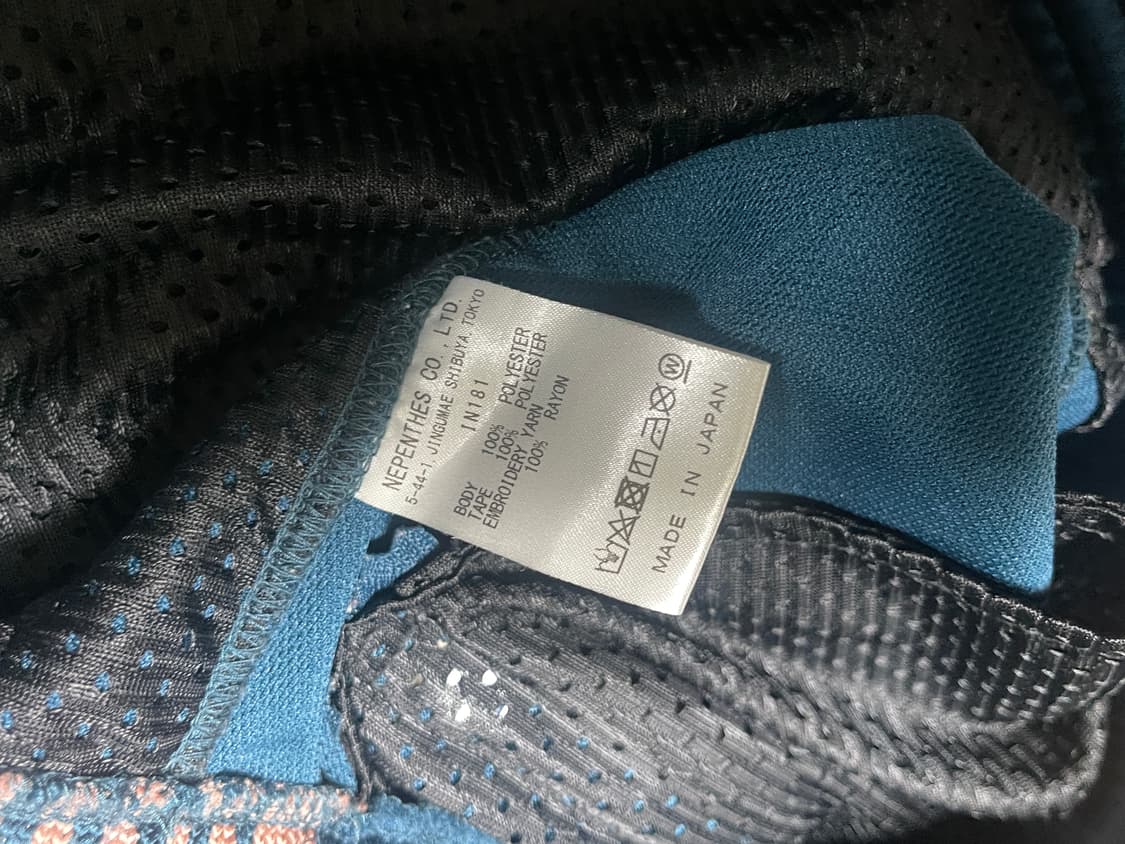 NEPENTHES CO., LTD.
5-44-1 JINGUMAE SHIBUYA, TOKYO
IN181
BODY 100% POLYESTER
TAPE 100% POLYESTER
EMBROIDERY YARN
100% RAYON
W
MADE IN JAPAN